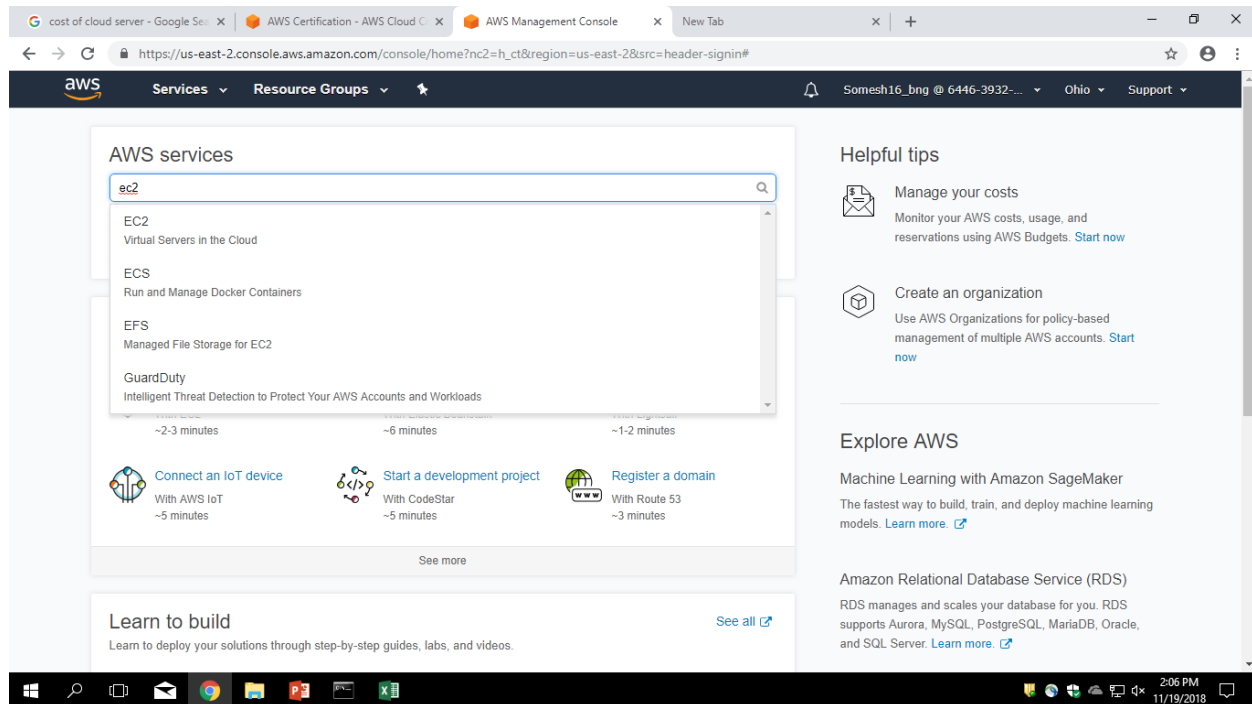 cost of cloud server - Google Sea
AWS Certification - AWS Cloud C
AWS Management Console
New Tab
https://us-east-2.console.aws.amazon.com/console/home?nc2=h_ct&region=us-east-2&src=header-signin#
aws
Services
Resource Groups
Somesh16_bng @ 6446-3932-...
Ohio
Support
AWS services
ec2
EC2
Virtual Servers in the Cloud
ECS
Run and Manage Docker Containers
EFS
Managed File Storage for EC2
GuardDuty
Intelligent Threat Detection to Protect Your AWS Accounts and Workloads
~2-3 minutes
~6 minutes
~1-2 minutes
Connect an IoT device
With AWS IoT
~5 minutes
Start a development project
With CodeStar
~5 minutes
Register a domain
With Route 53
~3 minutes
www
See more
Learn to build
See all
Learn to deploy your solutions through step-by-step guides, labs, and videos.
Helpful tips
Manage your costs
Monitor your AWS costs, usage, and
reservations using AWS Budgets. Start now
Create an organization
Use AWS Organizations for policy-based
management of multiple AWS accounts. Start
now
Explore AWS
Machine Learning with Amazon SageMaker
The fastest way to build, train, and deploy machine learning
models. Learn more.
Amazon Relational Database Service (RDS)
RDS manages and scales your database for you. RDS
supports Aurora, MySQL, PostgreSQL, MariaDB, Oracle,
and SQL Server. Learn more.
2:06 PM
11/19/2018